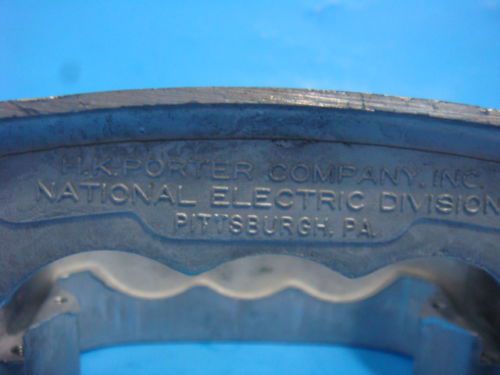 H.K. PORTER COMPANY, INC.
NATIONAL ELECTRIC DIVISION
PITTSBURGH, PA.